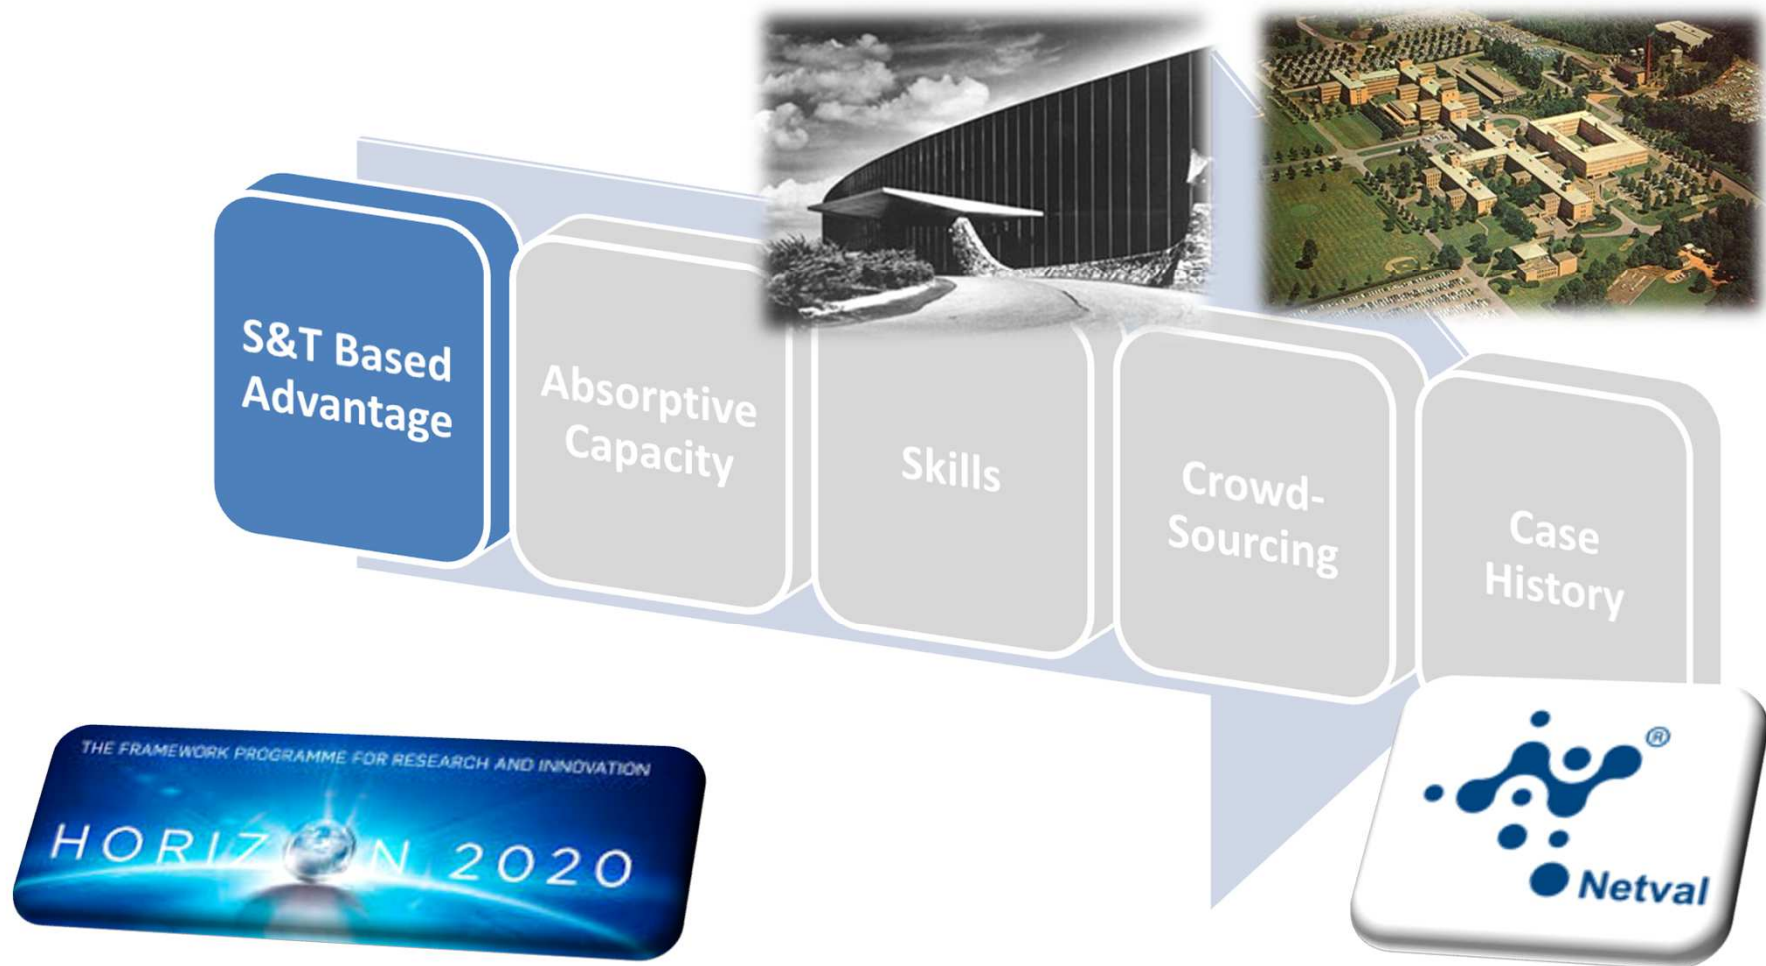 S&T Based
Advantage
Absorptive
Capacity
Skills
Crowd-
Sourcing
Case
History
THE FRAMEWORK PROGRAMME FOR RESEARCH AND INNOVATION
HORIZON 2020
®
Netval